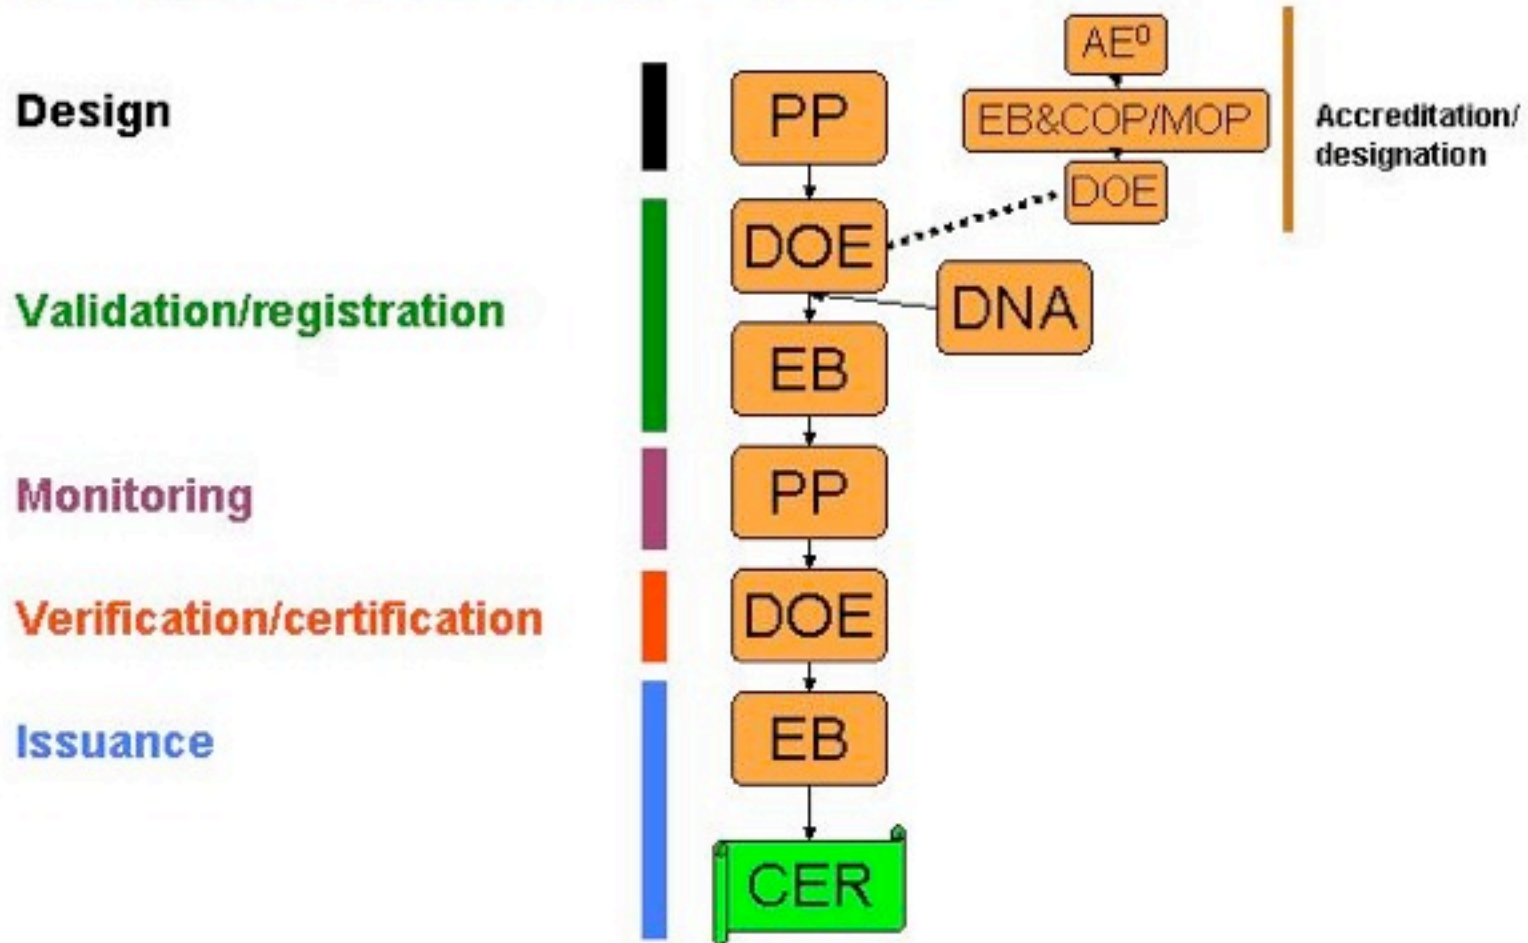 Design
PP
AE⁰
EB&COP/MOP
DOE
Accreditation/
designation
Validation/registration
DOE
DNA
EB
Monitoring
PP
Verification/certification
DOE
Issuance
EB
CER